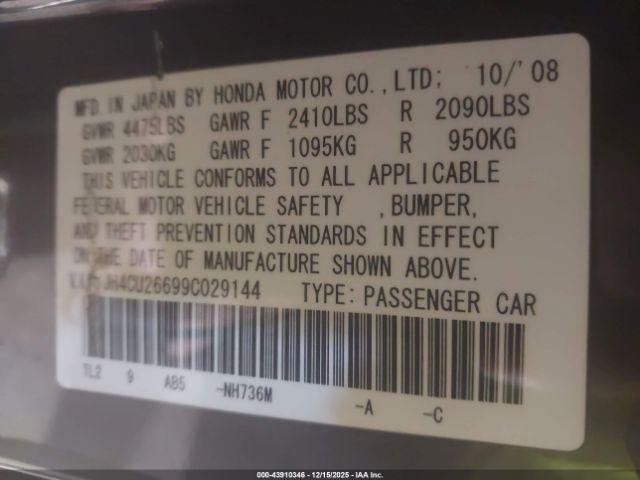 MFD. IN JAPAN BY HONDA MOTOR CO.,LTD; 10/'08
GVWR 4475LBS GAWR F 2410LBS R 2090LBS
GVWR 2030KG GAWR F 1095KG R 950KG
THIS VEHICLE CONFORMS TO ALL APPLICABLE
FEDERAL MOTOR VEHICLE SAFETY , BUMPER,
AND THEFT PREVENTION STANDARDS IN EFFECT
ON THE DATE OF MANUFACTURE SHOWN ABOVE.
V.I.N: JH4CU26699C029144 TYPE: PASSENGER CAR
TL2 9 AB5 -NH736M -A -C
000-43910346 | 12/15/2025 | IAA Inc.